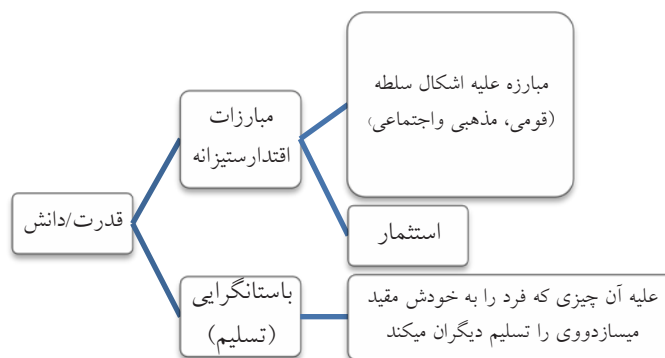 مبارزه علیه اشکال سلطه
(قومی، مذهبی واجتماعی)
مبارزات
اقتدارستیزانه
استثمار
قدرت/دانش
باستانگرایی
(تسلیم)
علیه آن چیزی که فرد را به خودش مقید
میسازدووی را تسلیم دیگران میکند